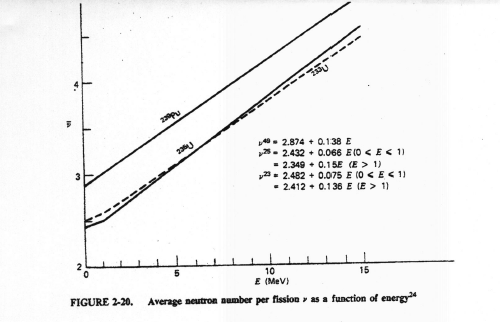 4
3
2
ν̄
²³⁹Pu
²³⁵U
²³³U
ν⁴⁹ = 2.874 + 0.138 E
ν²⁵ = 2.432 + 0.066 E (0 ⩽ E ⩽ 1)
= 2.349 + 0.15E (E > 1)
ν²³ = 2.482 + 0.075 E (0 ⩽ E ⩽ 1)
= 2.412 + 0.136 E (E > 1)
0 5 10 15
E (MeV)
FIGURE 2-20. Average neutron number per fission ν as a function of energy²⁴